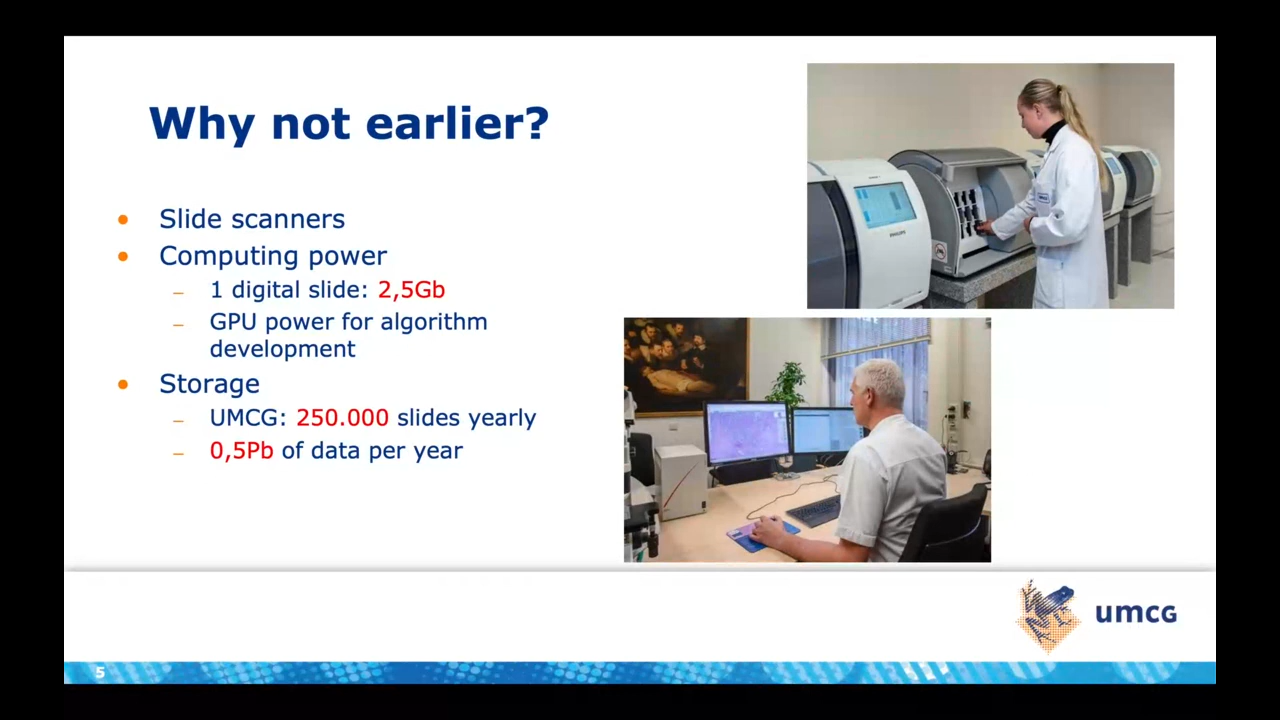 Why not earlier?
• Slide scanners
• Computing power
– 1 digital slide: 2,5Gb
– GPU power for algorithm
development
• Storage
– UMCG: 250.000 slides yearly
– 0,5Pb of data per year
PHILIPS
umcg
5